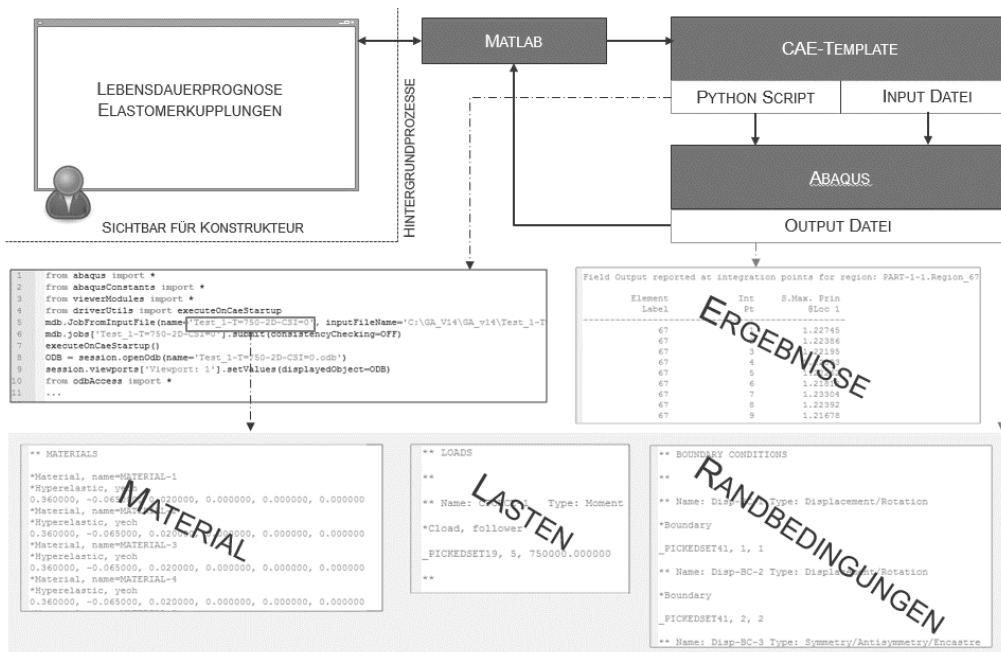 LEBENSDAUERPROGNOSE
ELASTOMERKUPPLUNGEN
SICHTBAR FÜR KONSTRUKTEUR
HINTERGRUNDPROZESSE
MATLAB
CAE-TEMPLATE
PYTHON SCRIPT
INPUT DATEI
ABAQUS
OUTPUT DATEI
1 from abaqus import *
2 from abaqusConstants import *
3 from viewerModules import *
4 from driverUtils import executeOnCaeStartup
5 mdb.JobFromInputFile(name='Test_1-T=750-2D-CSI=0', inputFileName='C:\GA_V14\GA_v14\Test_1-T
6 mdb.jobs['Test_1-T=750-2D-CSI=0'].submit(consistencyChecking=OFF)
7 executeOnCaeStartup()
8 ODB = session.openOdb(name='Test_1-T=750-2D-CSI=0.odb')
9 session.viewports['Viewport: 1'].setValues(displayedObject=ODB)
10 from odbAccess import *
11 ...
Field Output reported at integration points for region: PART-1-1.Region_67
Element Int S.Max. Prin
Label Pt @Loc 1
67 1.22745
67 1.22386
67 3 1.22195
67 4
67 5
67 6
67 7 1.23304
67 8 1.22392
67 9 1.21678
ERGEBNISSE
** MATERIALS
*Material, name=MATERIAL-1
*Hyperelastic, yeoh
0.360000, -0.065000, 0.020000, 0.000000, 0.000000, 0.000000
*Hyperelastic, yeoh
0.360000, -0.065000, 0.020000, 0.000000, 0.000000, 0.000000
*Material, name=MATERIAL-3
*Hyperelastic, yeoh
0.360000, -0.065000, 0.020000, 0.000000, 0.000000, 0.000000
*Material, name=MATERIAL-4
*Hyperelastic, yeoh
0.360000, -0.065000, 0.020000, 0.000000, 0.000000, 0.000000
MATERIAL
** LOADS
**
** Name: Type: Moment
*Cload, follower
_PICKEDSET19, 5, 750000.000000
**
LASTEN
** BOUNDARY CONDITIONS
**
** Name: Type: Displacement/Rotation
*Boundary
_PICKEDSET41, 1, 1
** Name: Disp-BC-2 Type: Displacement/Rotation
*Boundary
_PICKEDSET41, 2, 2
** Name: Disp-BC-3 Type: Symmetry/Antisymmetry/Encastre
RANDBEDINGUNGEN